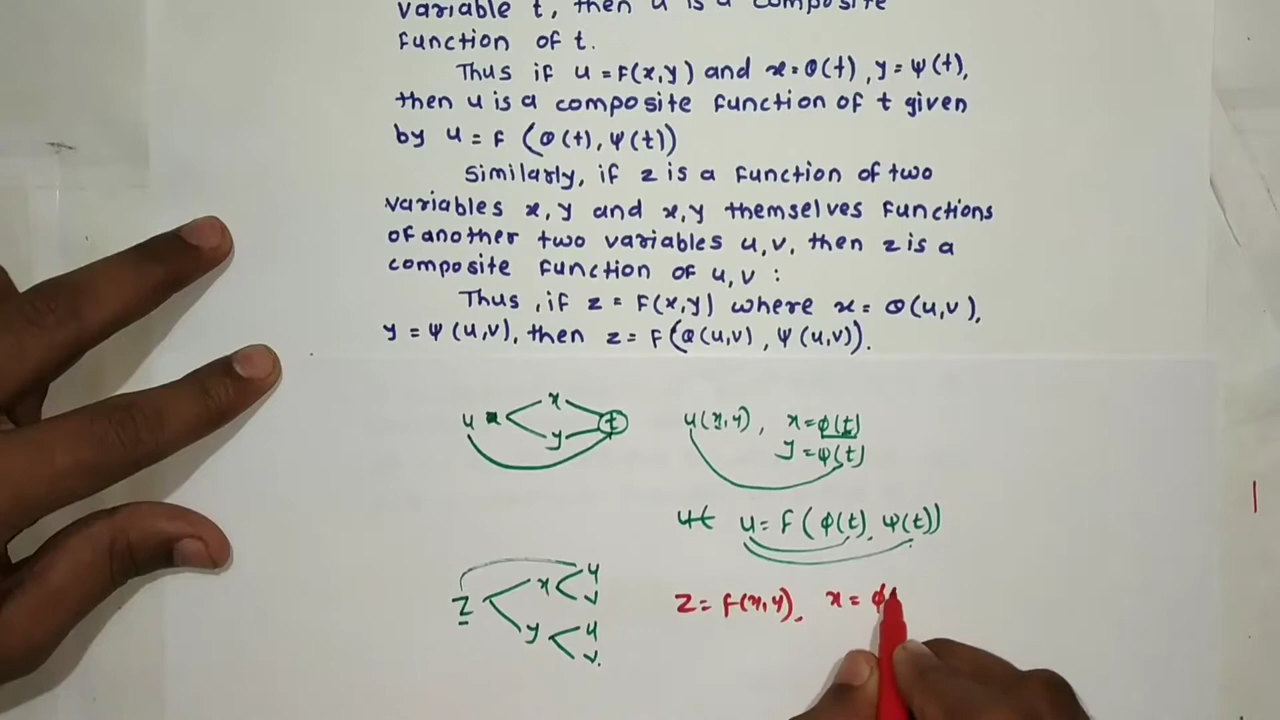 variable t, then u is a composite
function of t.
Thus if u = F(x,y) and x = Φ(t), y = Ψ(t),
then u is a composite function of t given
by u = F (Φ(t), Ψ(t))
Similarly, if z is a function of two
variables x, y and x, y themselves functions
of another two variables u, v, then z is a
composite function of u, v :
Thus, if z = F(x,y) where x = Φ(u,v),
y = Ψ(u,v), then z = F(Φ(u,v), Ψ(u,v)).
u x y t
u(x,y), x = φ(t)
y = ψ(t)
u = F(φ(t), ψ(t))
z x u v
y u v
z = F(x,y), x = φ